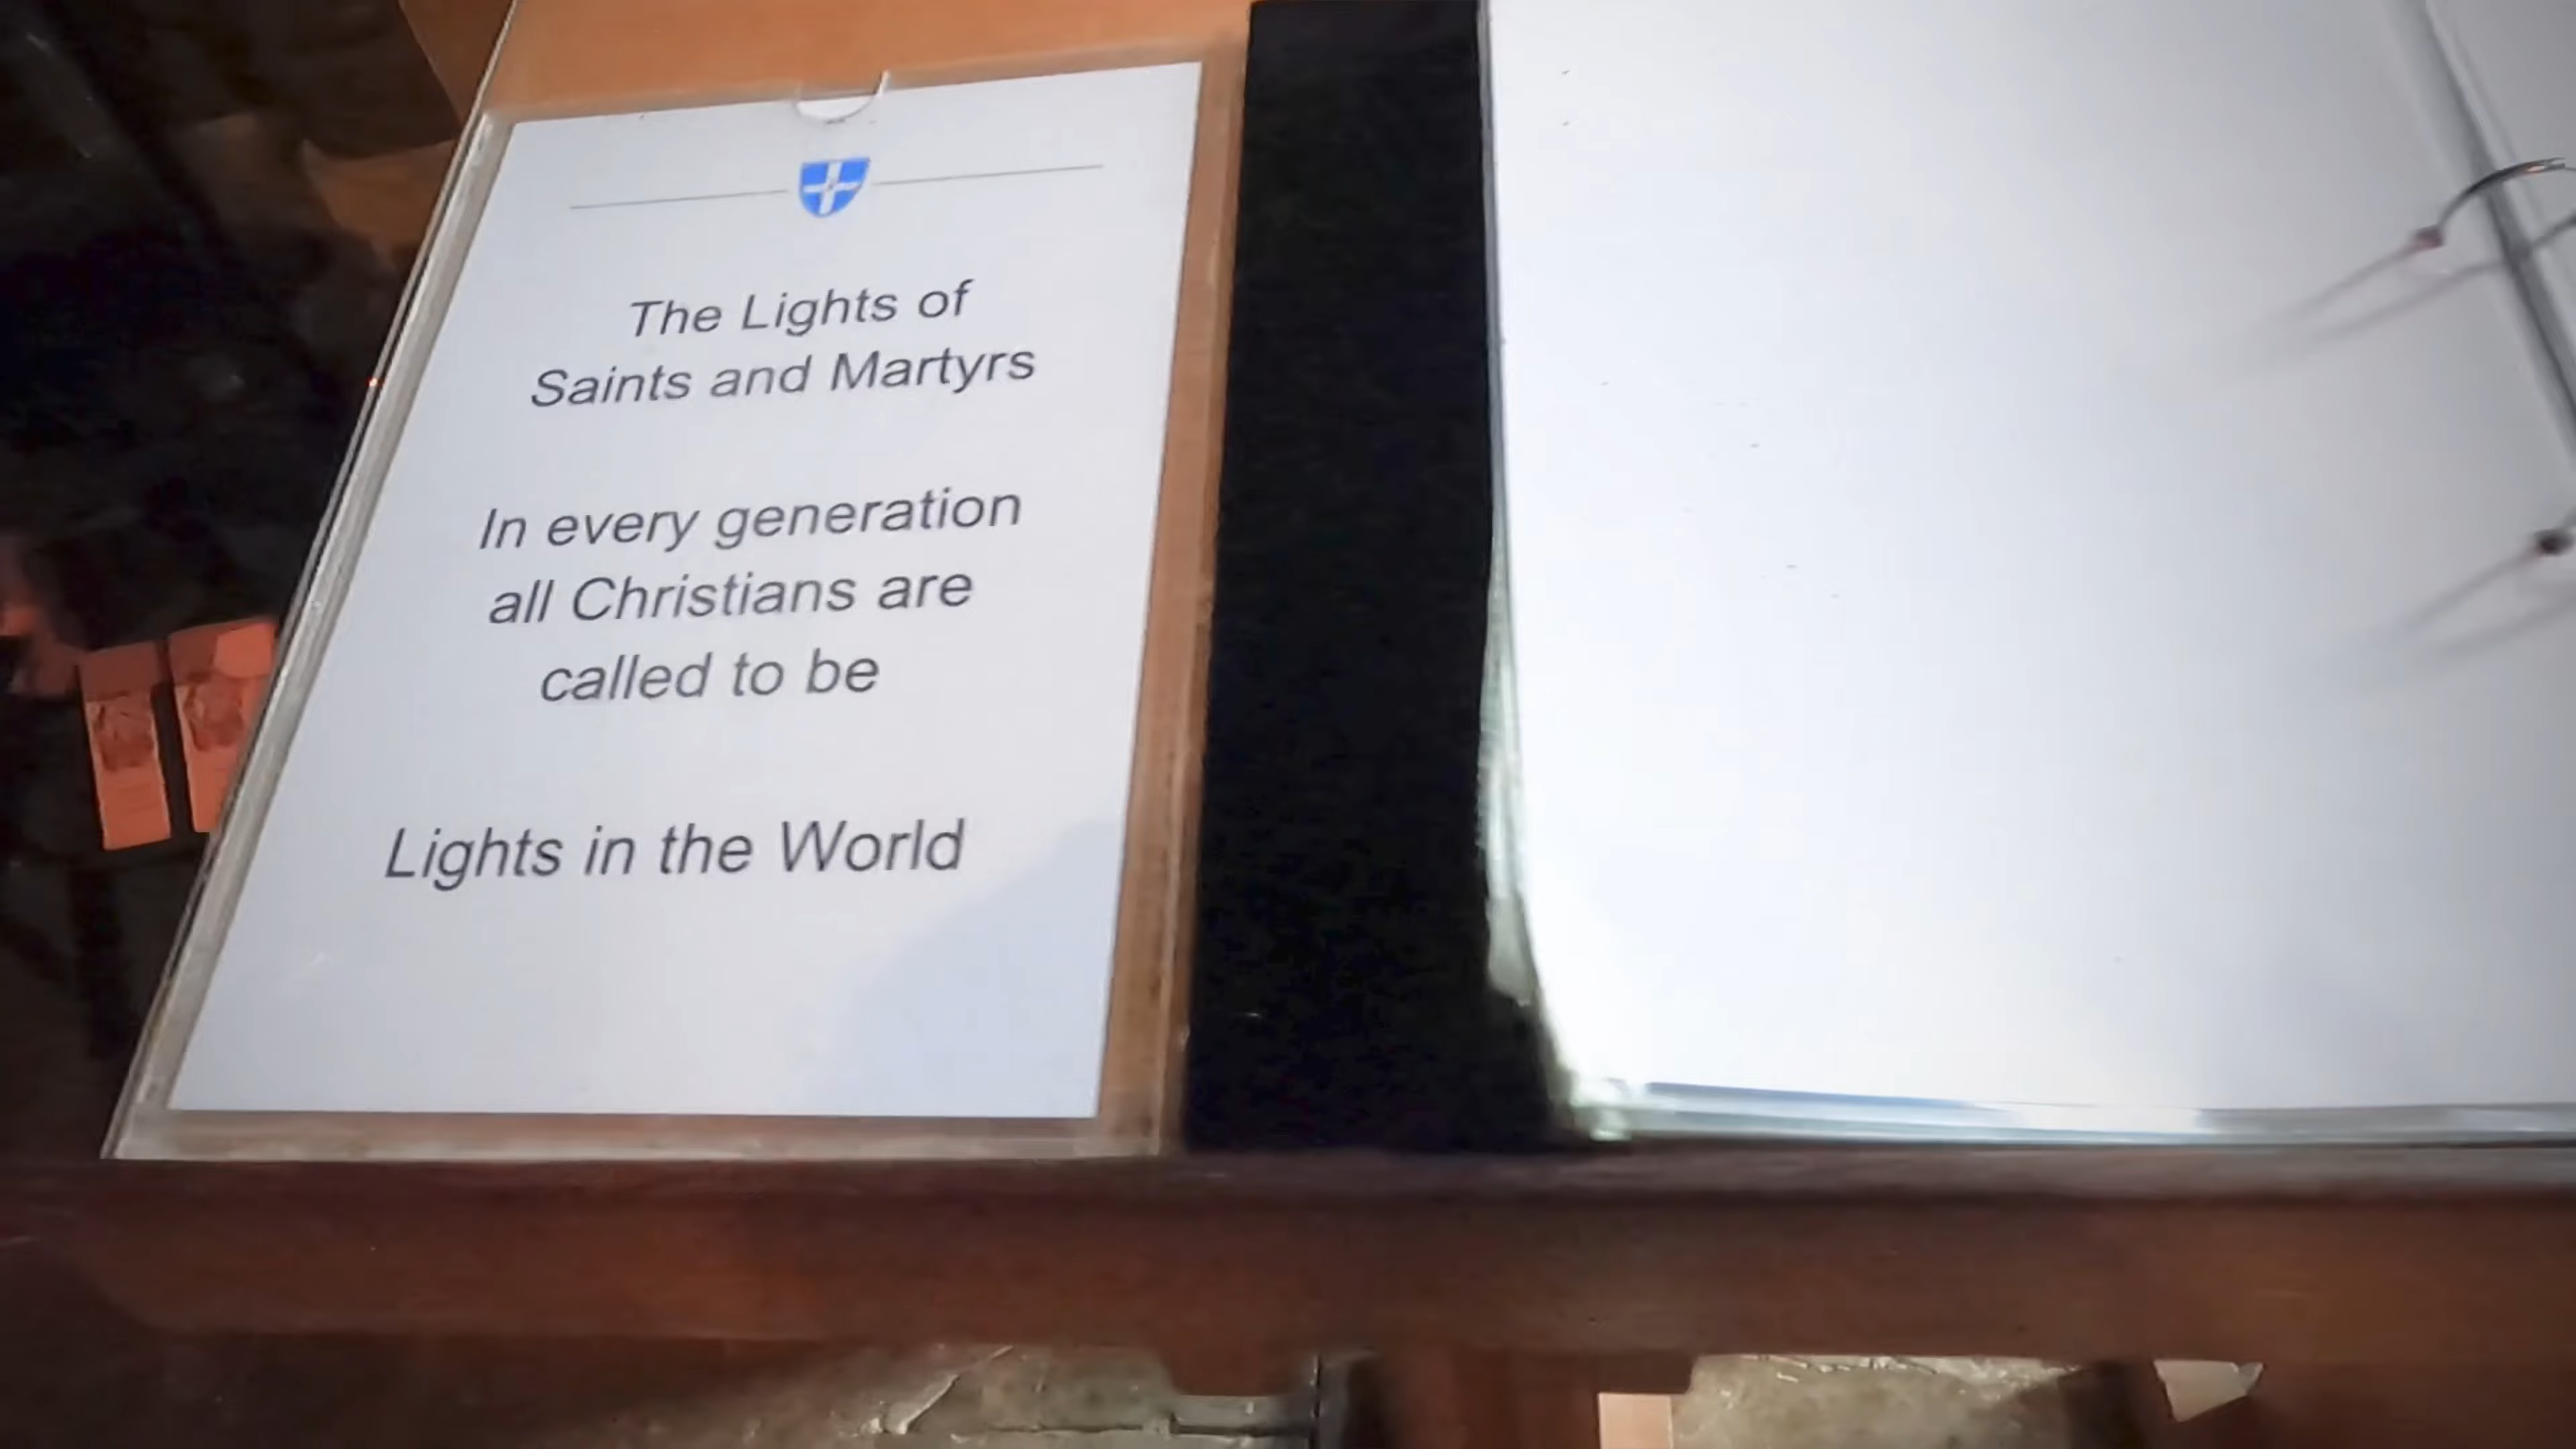 The Lights of
Saints and Martyrs
In every generation
all Christians are
called to be
Lights in the World